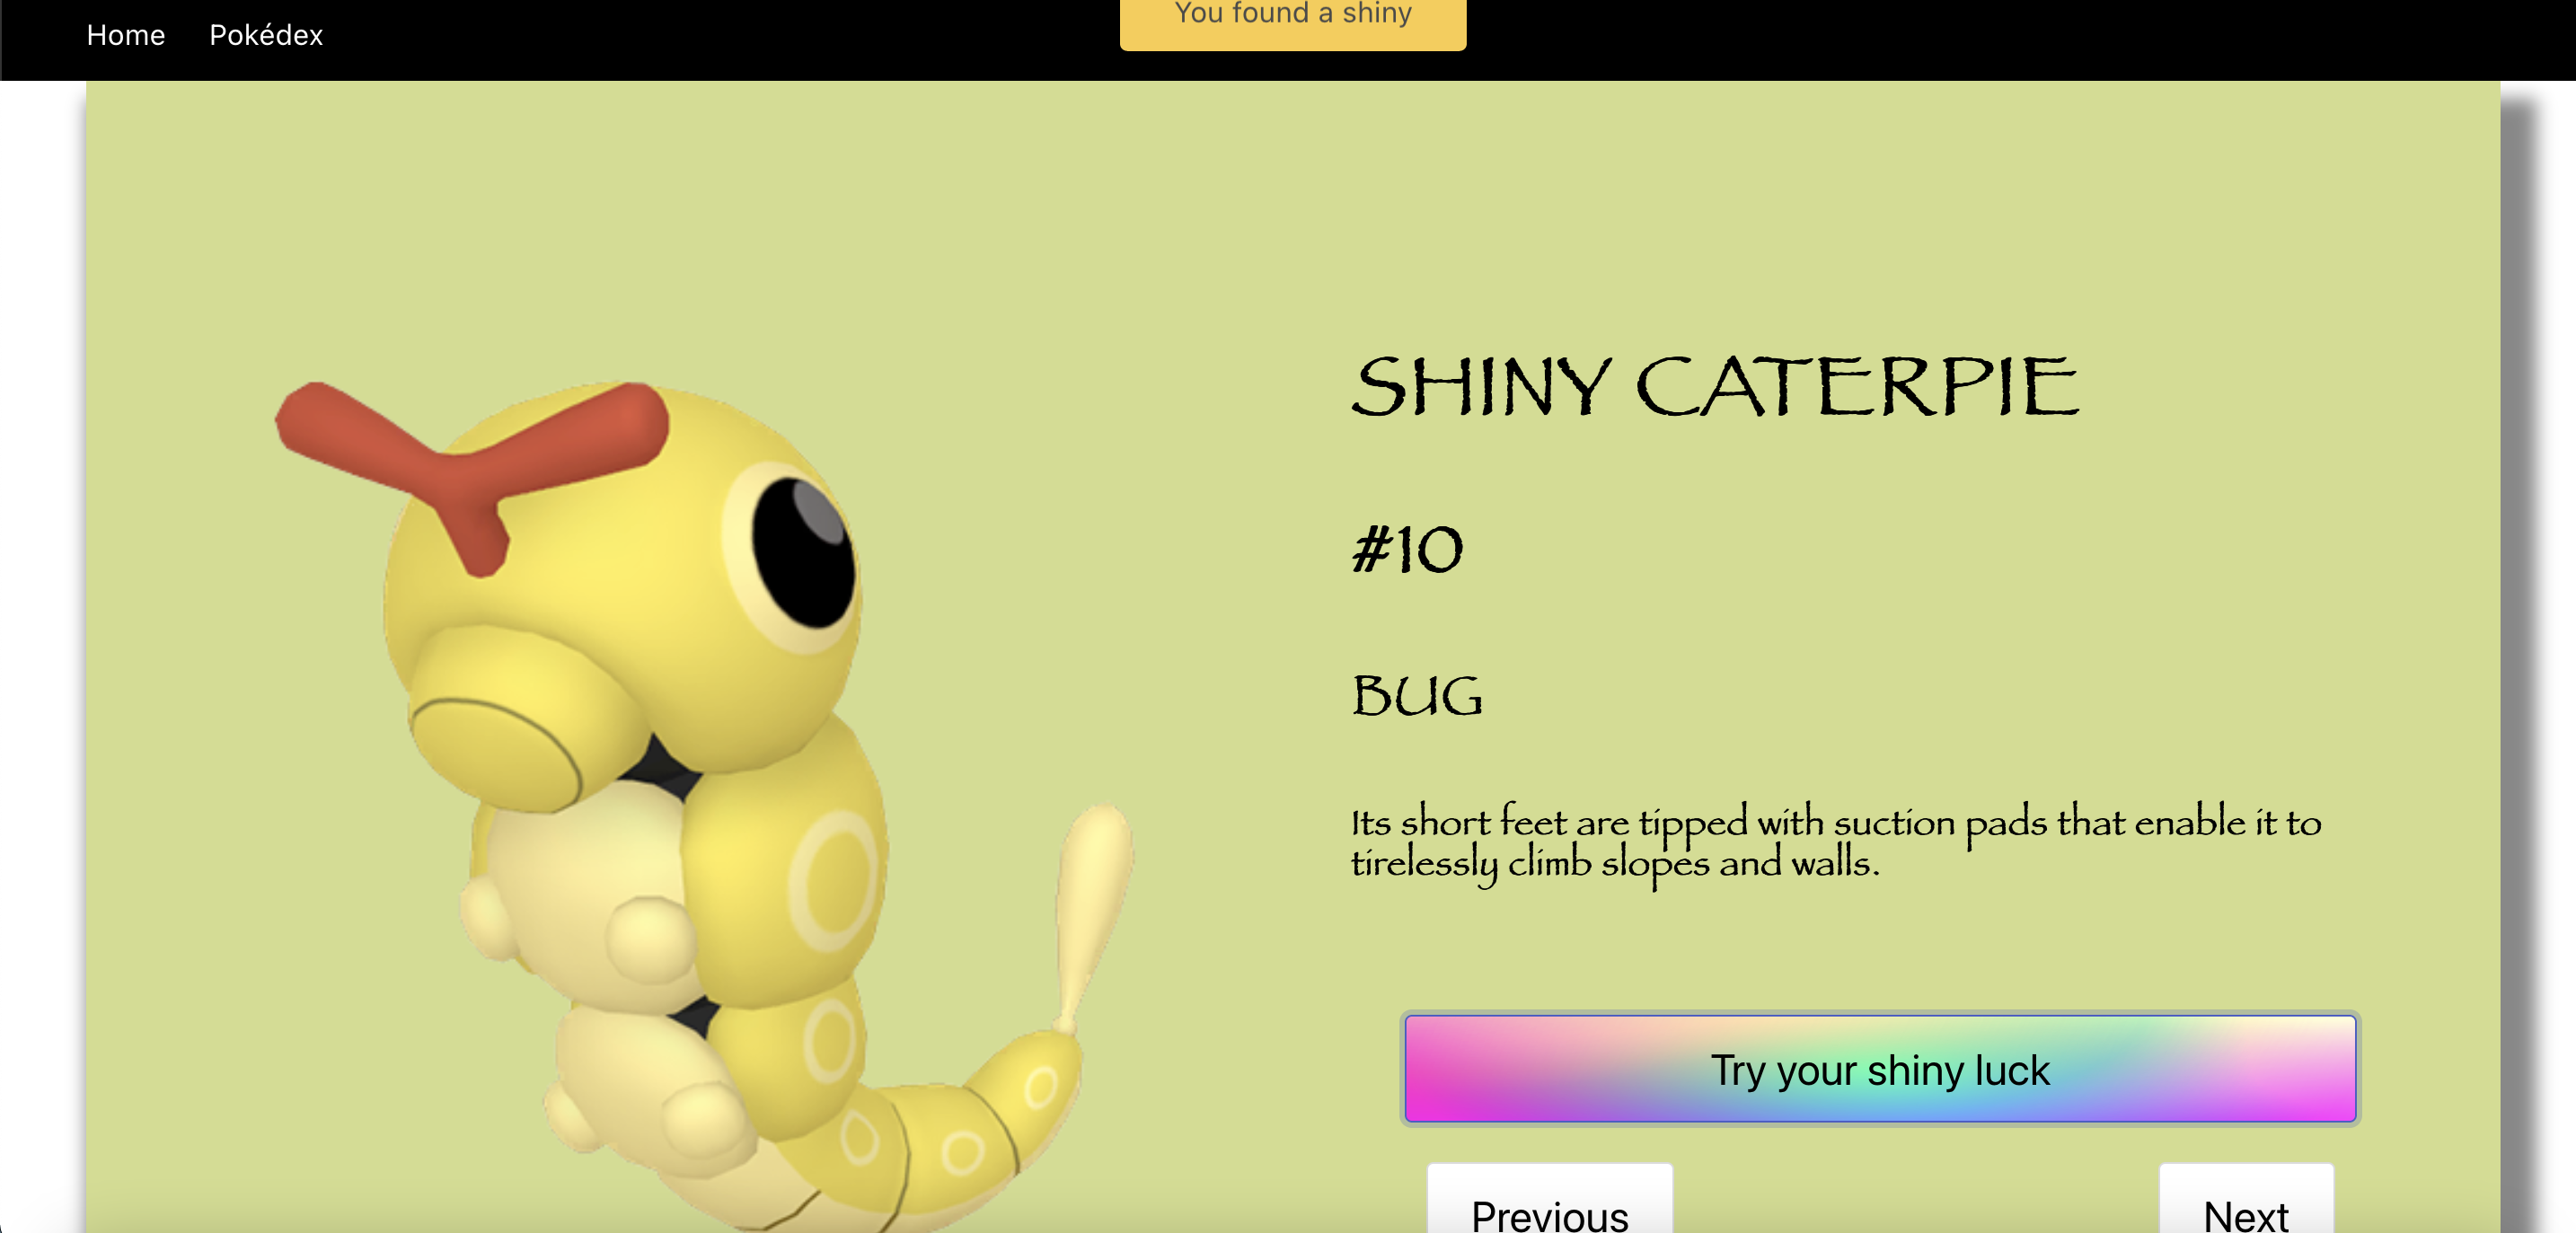 Home Pokédex
You found a shiny
SHINY CATERPIE
#10
BUG
Its short feet are tipped with suction pads that enable it to
tirelessly climb slopes and walls.
Try your shiny luck
Previous Next